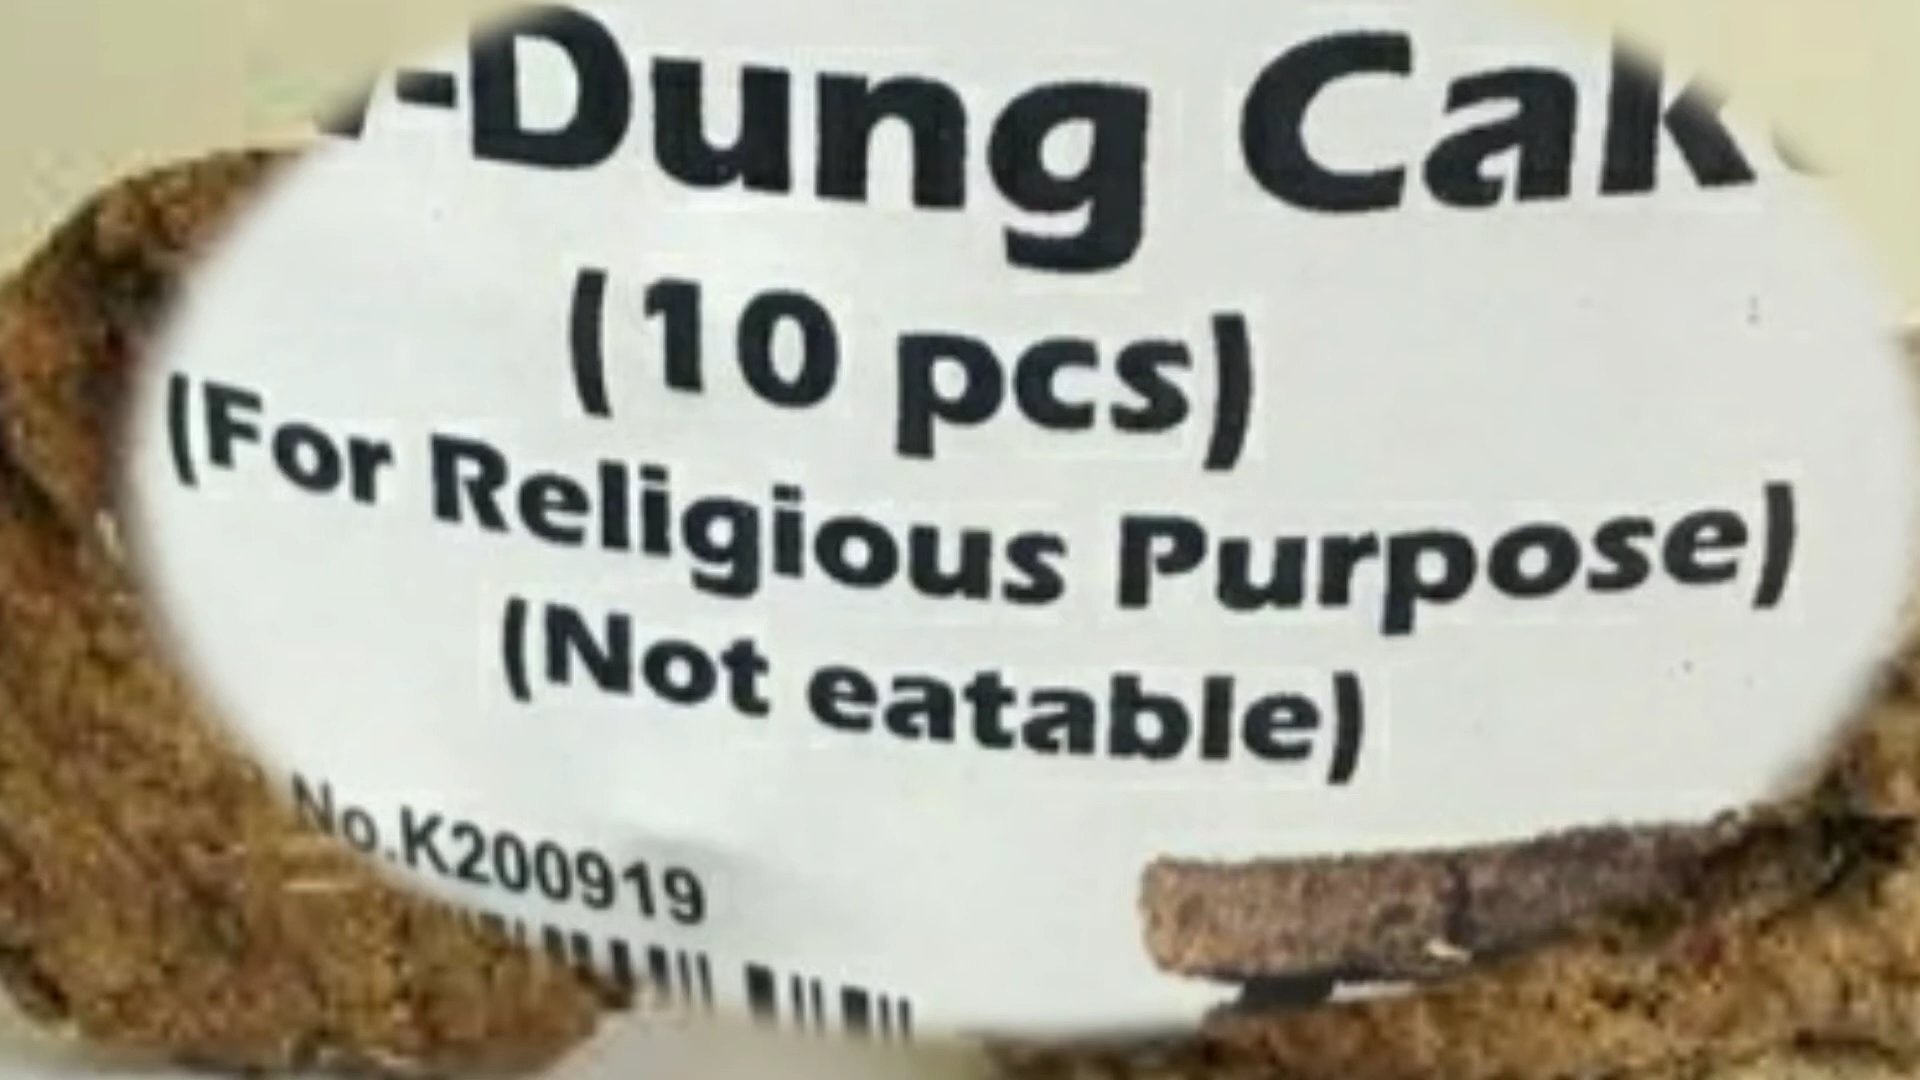 -Dung Cak
(10 pcs)
(For Religious Purpose)
(Not eatable)
No.K200919